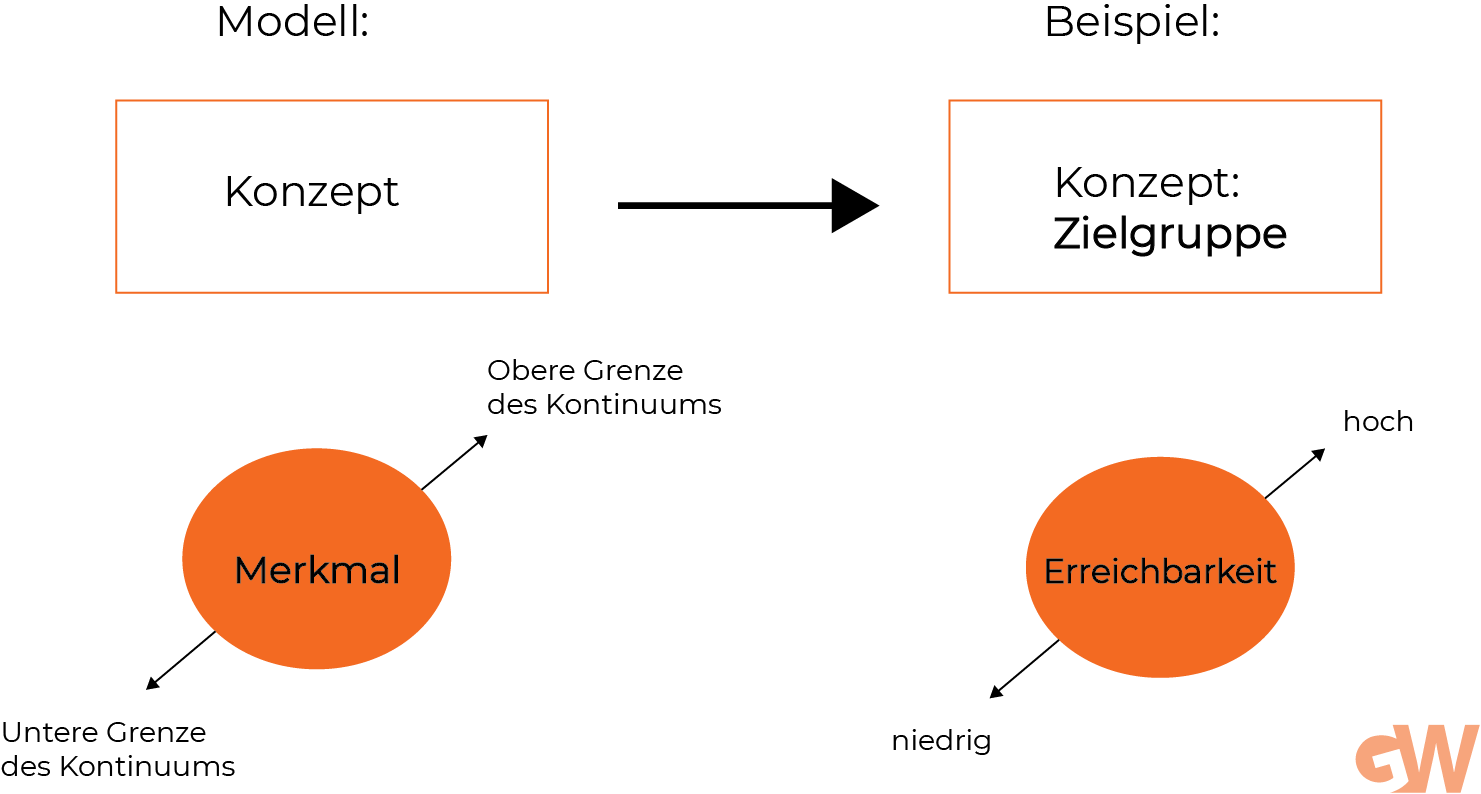 Modell:
Beispiel:
Konzept
Konzept:
Zielgruppe
Obere Grenze
des Kontinuums
hoch
Merkmal
Erreichbarkeit
Untere Grenze
des Kontinuums
niedrig
GW